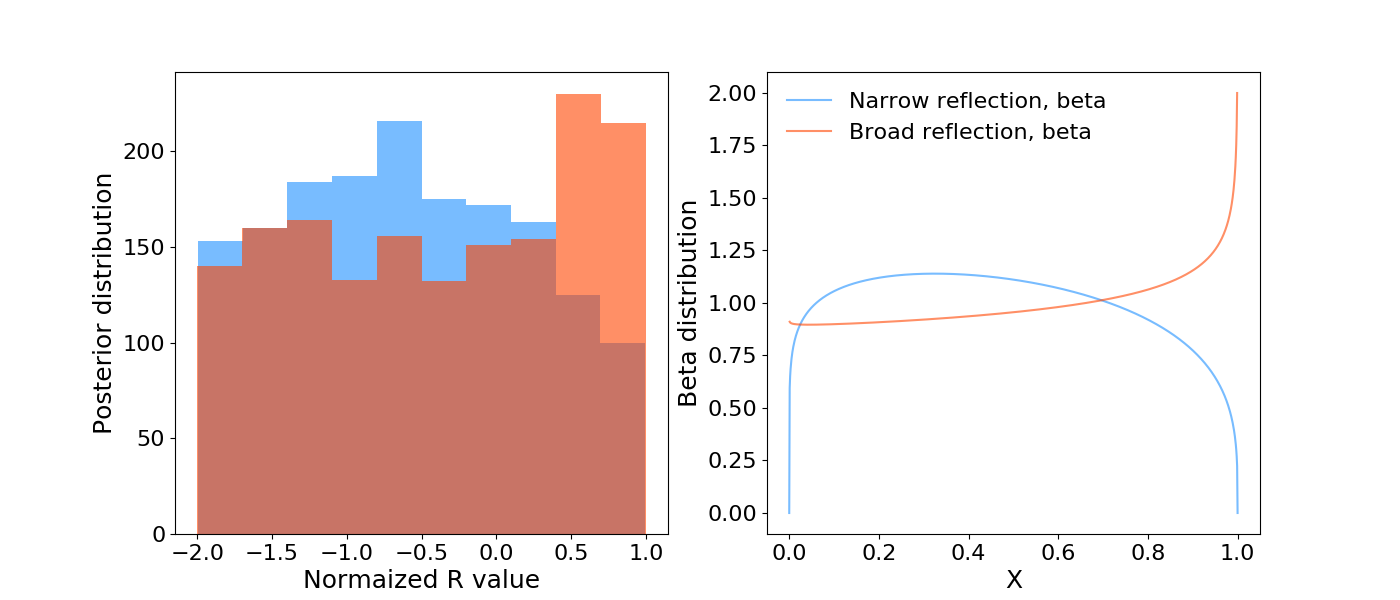 Posterior distribution
200
150
100
50
0
−2.0 −1.5 −1.0 −0.5 0.0 0.5 1.0
Normaized R value
Beta distribution
2.00
1.75
1.50
1.25
1.00
0.75
0.50
0.25
0.00
Narrow reflection, beta
Broad reflection, beta
0.0 0.2 0.4 0.6 0.8 1.0
X